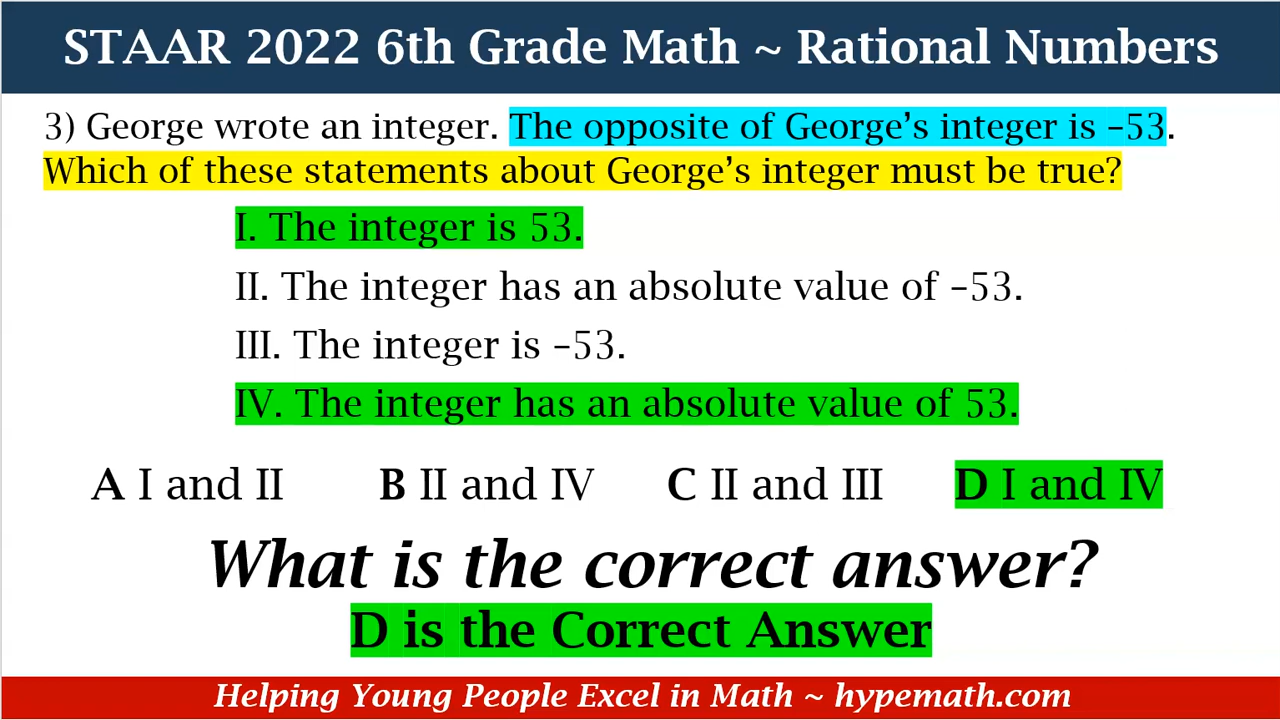 STAAR 2022 6th Grade Math ~ Rational Numbers
3) George wrote an integer. The opposite of George’s integer is –53.
Which of these statements about George’s integer must be true?
I. The integer is 53.
II. The integer has an absolute value of –53.
III. The integer is –53.
IV. The integer has an absolute value of 53.
A I and II B II and IV C II and III D I and IV
What is the correct answer?
D is the Correct Answer
Helping Young People Excel in Math ~ hypemath.com